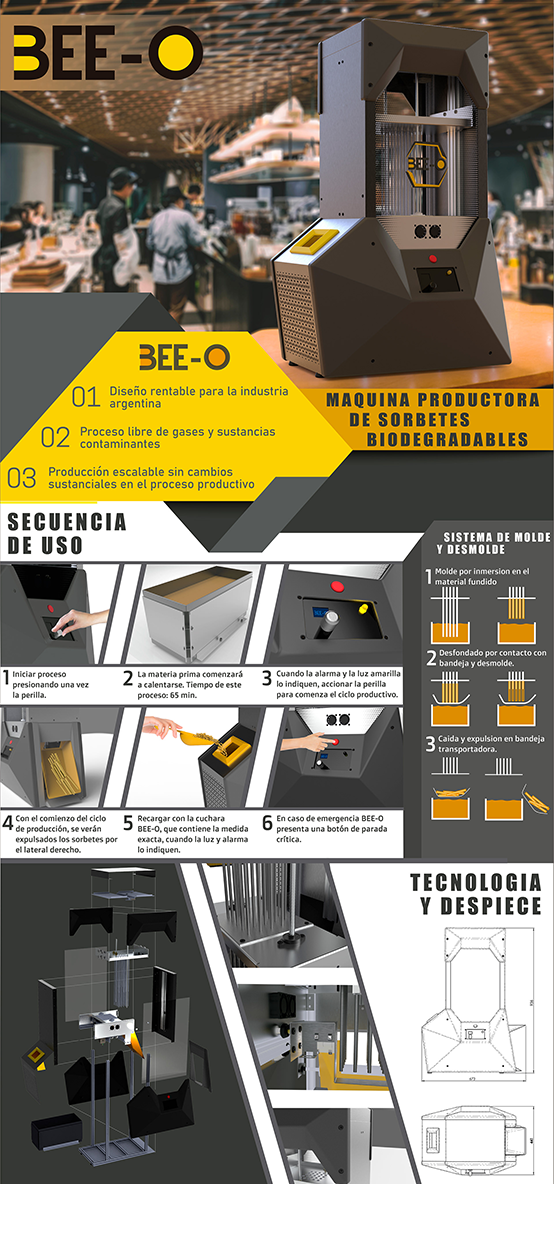 BEE-O
BEE-O
BEE-O
01 Diseño rentable para la industria
argentina
02 Proceso libre de gases y sustancias
contaminantes
03 Producción escalable sin cambios
sustanciales en el proceso productivo
MAQUINA PRODUCTORA
DE SORBETES
BIODEGRADABLES
SECUENCIA
DE USO
1 Iniciar proceso
presionando una vez
la perilla.
2 La materia prima comenzará
a calentarse. Tiempo de este
proceso: 65 min.
3 Cuando la alarma y la luz amarilla
lo indiquen, accionar la perilla
para comenza el ciclo productivo.
4 Con el comienzo del ciclo
de producción, se verán
expulsados los sorbetes por
el lateral derecho.
5 Recargar con la cuchara
BEE-O, que contiene la medida
exacta, cuando la luz y alarma
lo indiquen.
6 En caso de emergencia BEE-O
presenta una botón de parada
crítica.
SISTEMA DE MOLDE
Y DESMOLDE
1 Molde por inmersion en el
material fundido
2 Desfondado por contacto con
bandeja y desmolde.
3 Caida y expulsion en bandeja
transportadora.
TECNOLOGIA
Y DESPIECE